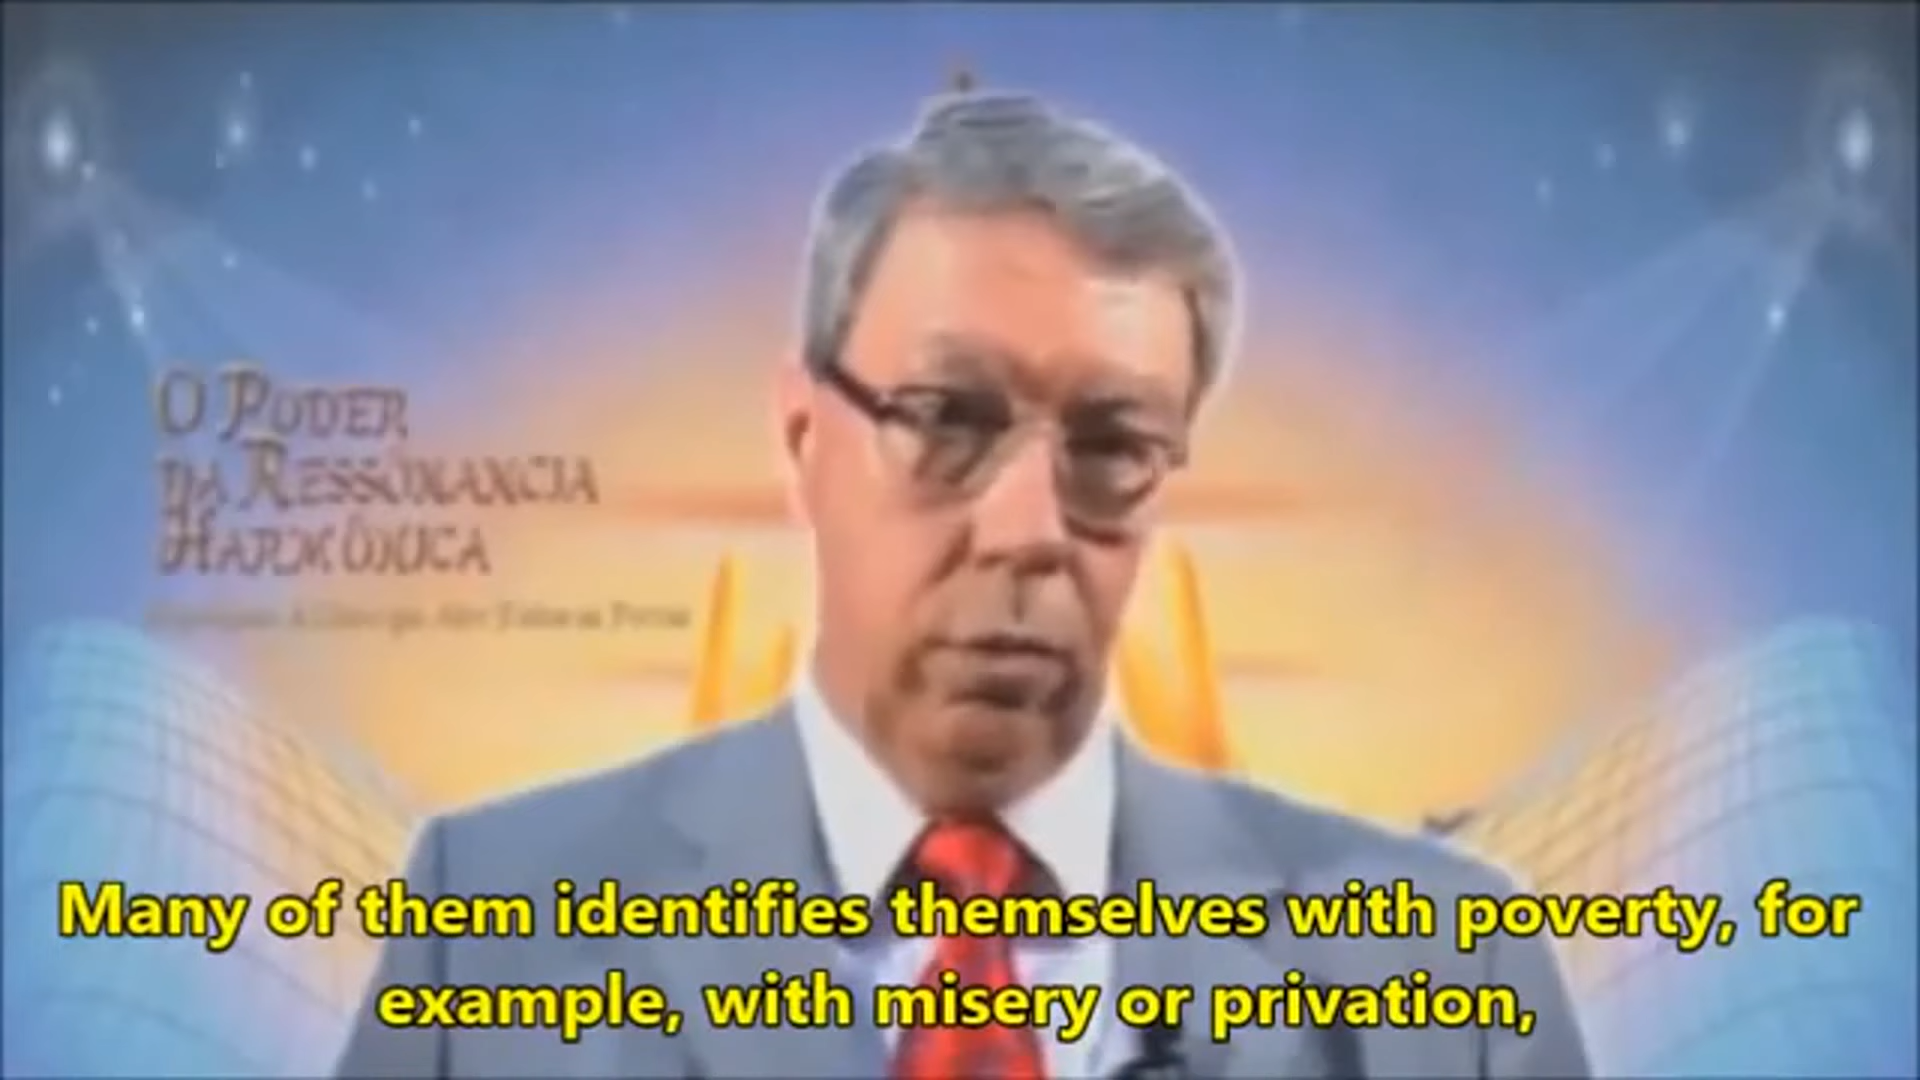 O PODER
DA RESSONANCIA
HARMÔNICA
Many of them identifies themselves with poverty, for
example, with misery or privation,